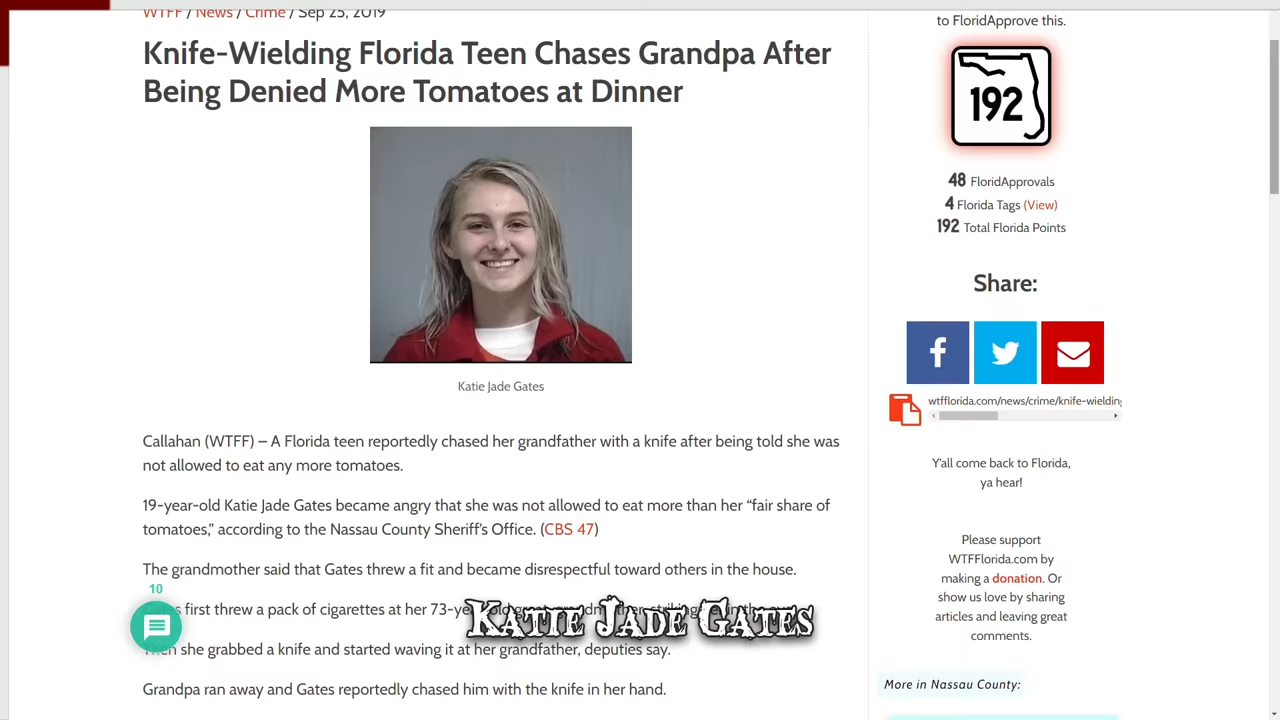 WTFF / News / Crime / Sep 25, 2019
Knife-Wielding Florida Teen Chases Grandpa After
Being Denied More Tomatoes at Dinner
Katie Jade Gates
Callahan (WTFF) – A Florida teen reportedly chased her grandfather with a knife after being told she was
not allowed to eat any more tomatoes.
19-year-old Katie Jade Gates became angry that she was not allowed to eat more than her “fair share of
tomatoes,” according to the Nassau County Sheriff's Office. (CBS 47)
The grandmother said that Gates threw a fit and became disrespectful toward others in the house.
10
first threw a pack of cigarettes at her
Katie Jade Gates
she grabbed a knife and started waving it at her grandfather, deputies say.
Grandpa ran away and Gates reportedly chased him with the knife in her hand.
to FloridApprove this.
192
48 FloridApprovals
4 Florida Tags (View)
192 Total Florida Points
Share:
wtfflorida.com/news/crime/knife-wielding
Y'all come back to Florida,
ya hear!
Please support
WTFFlorida.com by
making a donation. Or
show us love by sharing
articles and leaving great
comments.
More in Nassau County: